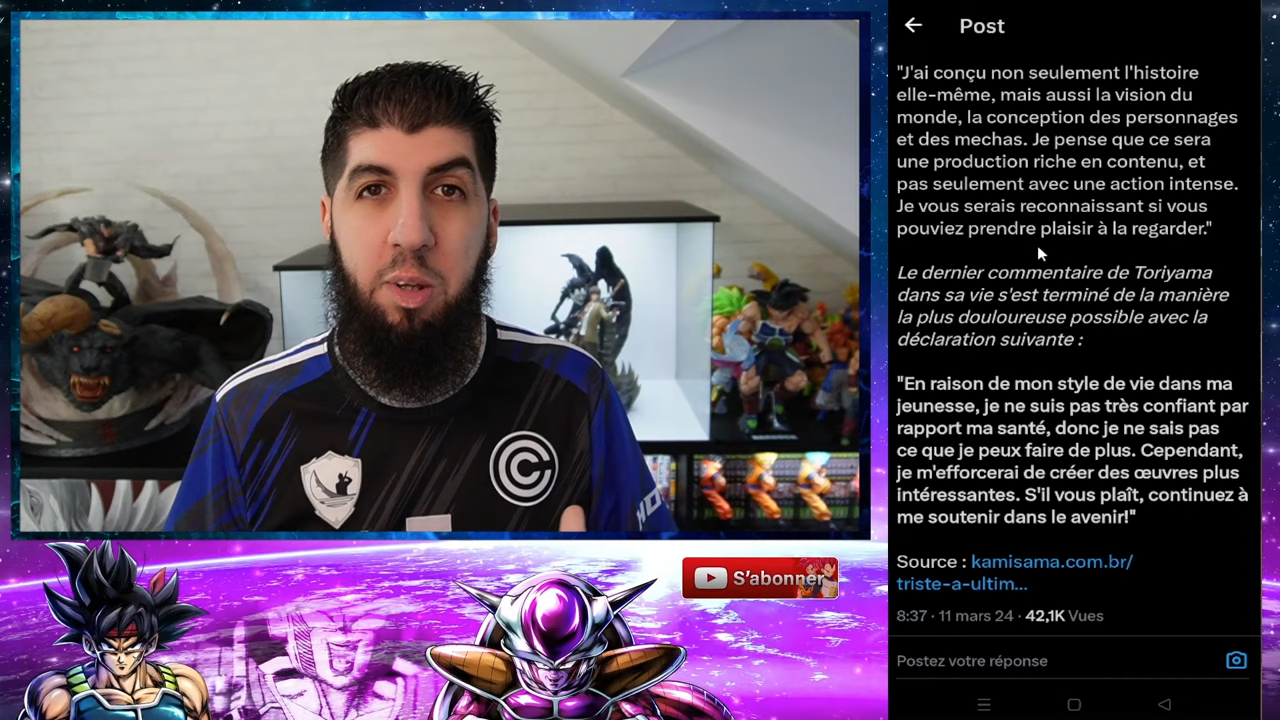 Post
"J'ai conçu non seulement l'histoire
elle-même, mais aussi la vision du
monde, la conception des personnages
et des mechas. Je pense que ce sera
une production riche en contenu, et
pas seulement avec une action intense.
Je vous serais reconnaissant si vous
pouviez prendre plaisir à la regarder."
Le dernier commentaire de Toriyama
dans sa vie s'est terminé de la manière
la plus douloureuse possible avec la
déclaration suivante :
"En raison de mon style de vie dans ma
jeunesse, je ne suis pas très confiant par
rapport ma santé, donc je ne sais pas
ce que je peux faire de plus. Cependant,
je m'efforcerai de créer des œuvres plus
intéressantes. S'il vous plaît, continuez à
me soutenir dans le avenir!"
Source : kamisama.com.br/
triste-a-ultim...
8:37 · 11 mars 24 · 42,1K Vues
Postez votre réponse
S'abonner